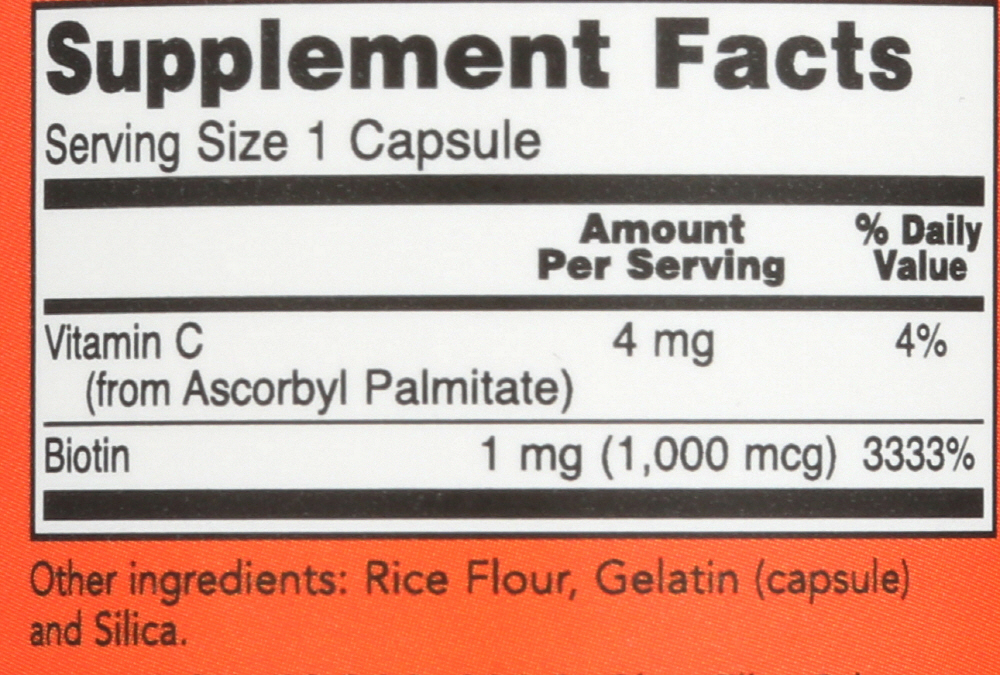 Supplement Facts
Serving Size 1 Capsule
Amount Per Serving
% Daily Value
Vitamin C 4 mg 4%
(from Ascorbyl Palmitate)
Biotin 1 mg (1,000 mcg) 3333%
Other ingredients: Rice Flour, Gelatin (capsule)
and Silica.